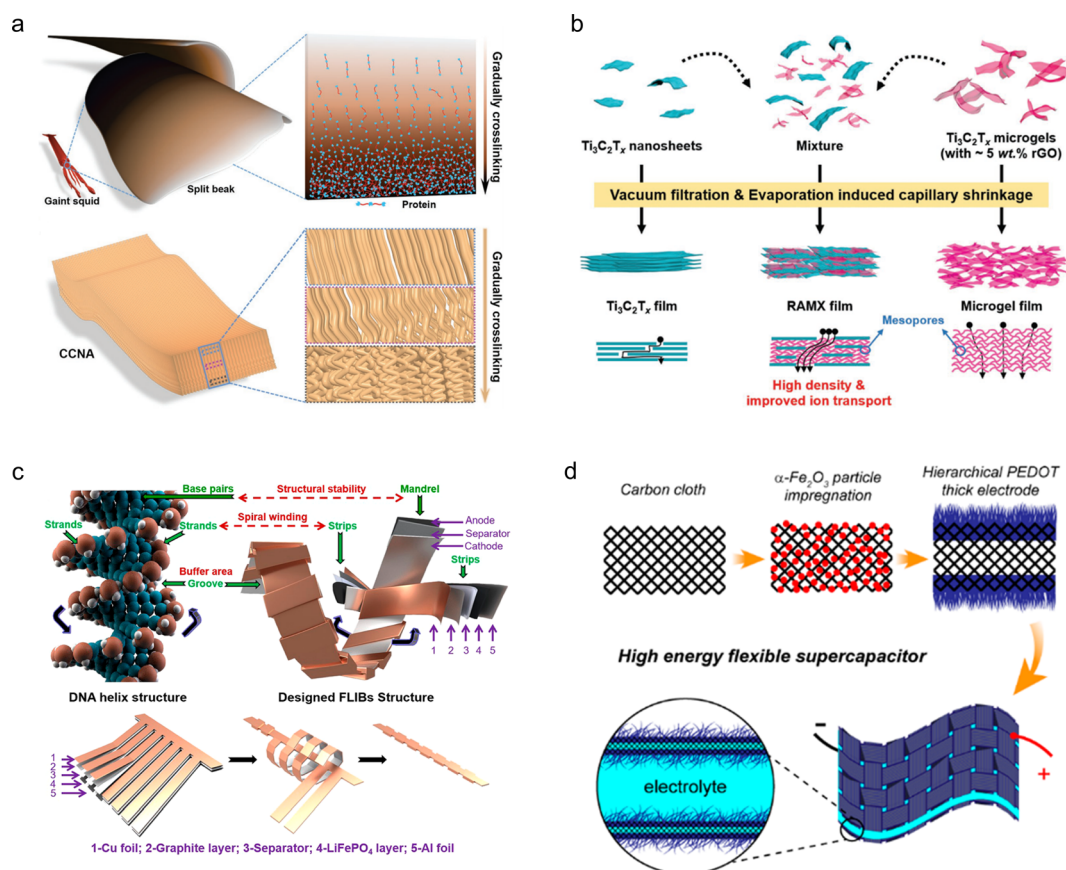 a
Gradually crosslinking
Split beak
Gaint squid
Protein
CCNA
Gradually crosslinking
b
Ti₃C₂Tₓ nanosheets
Mixture
Ti₃C₂Tₓ microgels
(with ~ 5 wt.% rGO)
Vacuum filtration & Evaporation induced capillary shrinkage
Ti₃C₂Tₓ film
RAMX film
Microgel film
Mesopores
High density &
improved ion transport
c
Base pairs
Structural stability
Mandrel
Anode
Separator
Cathode
Strands
Strands
Spiral winding
Strips
Strips
Buffer area
Groove
1 2 3 4 5
DNA helix structure
Designed FLIBs Structure
1
2
3
4
5
1-Cu foil; 2-Graphite layer; 3-Separator; 4-LiFePO₄ layer; 5-Al foil
d
Carbon cloth
α-Fe₂O₃ particle
impregnation
Hierarchical PEDOT
thick electrode
High energy flexible supercapacitor
electrolyte
−
+